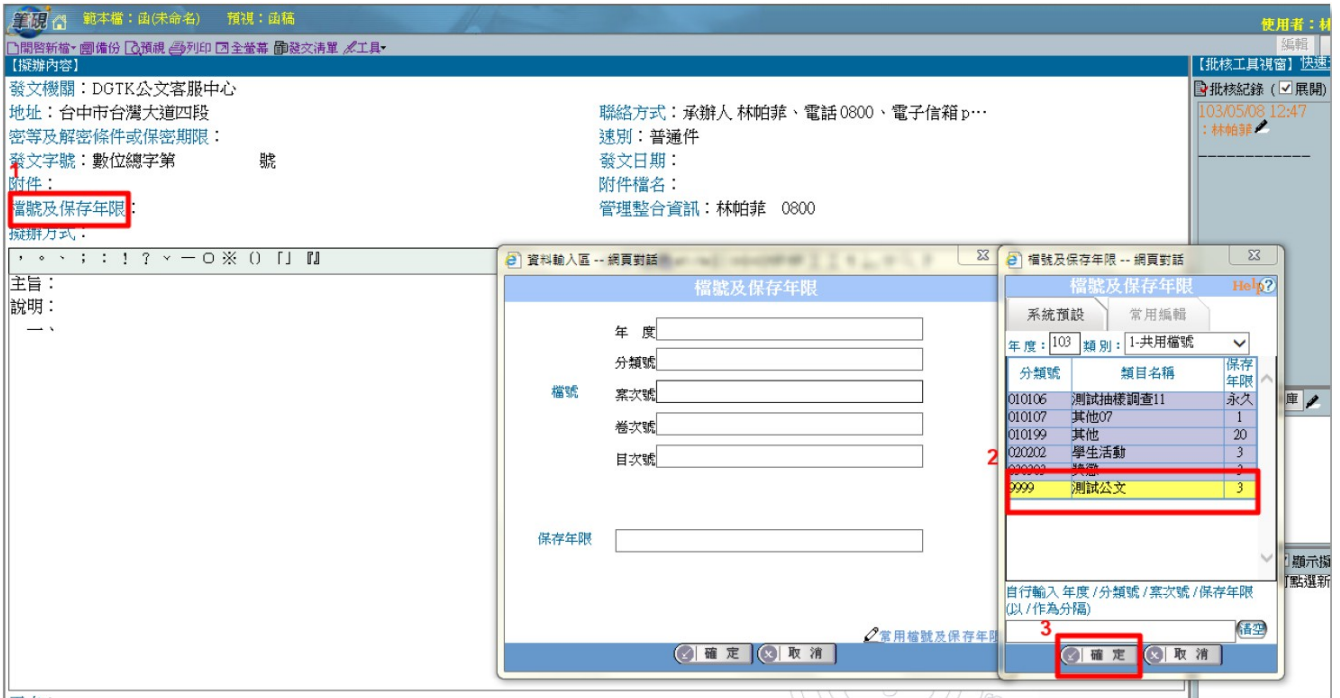 筆硯 範本檔：函(未命名) 預視：函稿
使用者：林
開啓新檔 備份 預視 列印 全螢幕 發文清單 工具
編輯
【擬辦內容】
【批核工具視窗】快速
發文機關：DGTK公文客服中心
批核紀錄 (展開)
地址：台中市台灣大道四段
聯絡方式：承辦人 林帕菲、電話 0800、電子信箱 p…
103/05/08 12:47
：林帕菲
密等及解密條件或保密期限：
速別：普通件
發文字號：數位總字第 號
發文日期：
------------
1
附件：
附件檔名：
檔號及保存年限：
管理整合資訊：林帕菲 0800
擬辦方式：
， 。 、 ； ： ！ ？ ˇ — ○ ※ () 「」 『』
主旨：
說明：
一、
資料輸入區 -- 網頁對話
檔號及保存年限
年 度
分類號
檔號
案次號
卷次號
目次號
保存年限
常用檔號及保存年限
確 定 取 消
檔號及保存年限 -- 網頁對話
檔號及保存年限 Help?
系統預設 常用編輯
年度：103 類別：1-共用檔號
分類號 類目名稱 保存年限
010106 測試抽樣調查11 永久
010107 其他07 1
010199 其他 20
020202 學生活動 3
2
獎懲
9999 測試公文 3
自行輸入 年度 / 分類號 / 案次號 / 保存年限
(以 / 作為分隔)
3
清空
確 定 取 消
庫
顯示擬
點選新